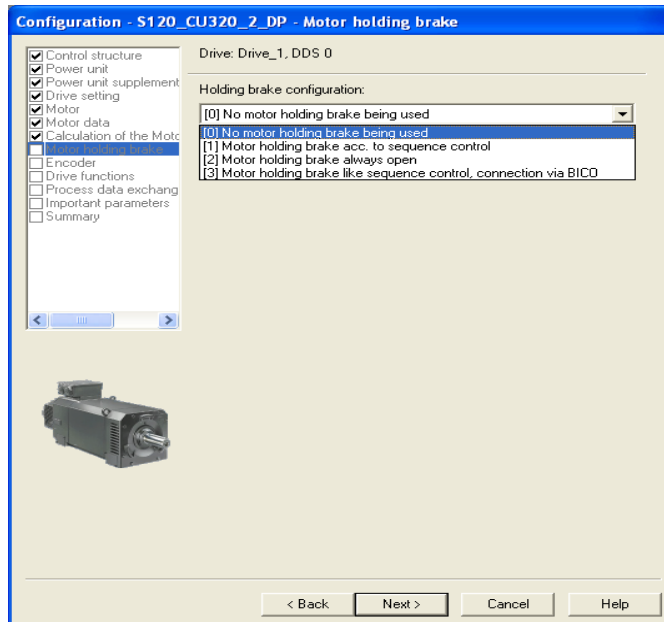 Configuration - S120_CU320_2_DP - Motor holding brake
Control structure
Power unit
Power unit supplement
Drive setting
Motor
Motor data
Calculation of the Moto
Motor holding brake
Encoder
Drive functions
Process data exchang
Important parameters
Summary
Drive: Drive_1, DDS 0
Holding brake configuration:
[0] No motor holding brake being used
[0] No motor holding brake being used
[1] Motor holding brake acc. to sequence control
[2] Motor holding brake always open
[3] Motor holding brake like sequence control, connection via BICO
< Back
Next >
Cancel
Help